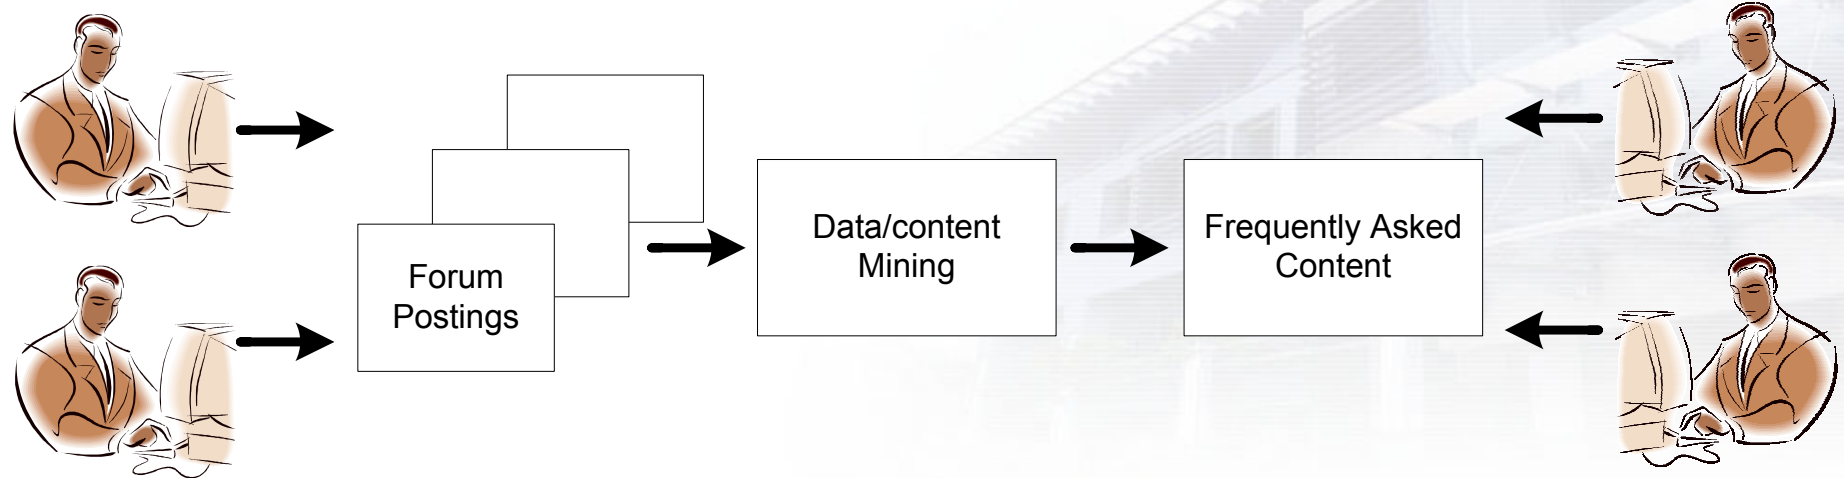 Forum
Postings
Data/content
Mining
Frequently Asked
Content